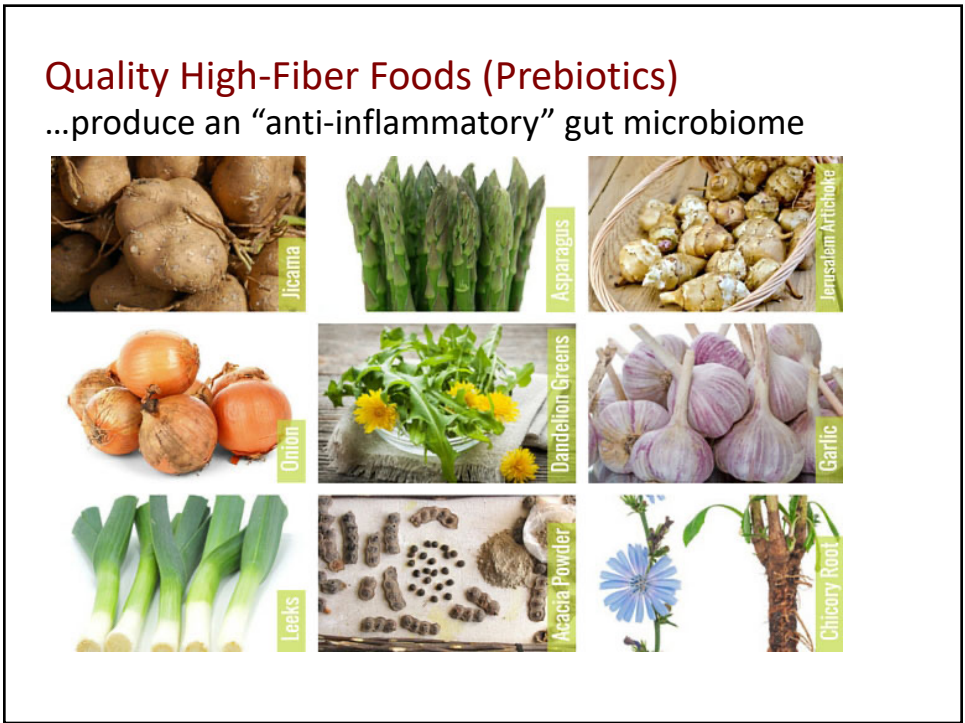 Quality High-Fiber Foods (Prebiotics)
…produce an “anti-inflammatory” gut microbiome
Jicama
Asparagus
Jerusalem Artichoke
Onion
Dandelion Greens
Garlic
Leeks
Acacia Powder
Chicory Root